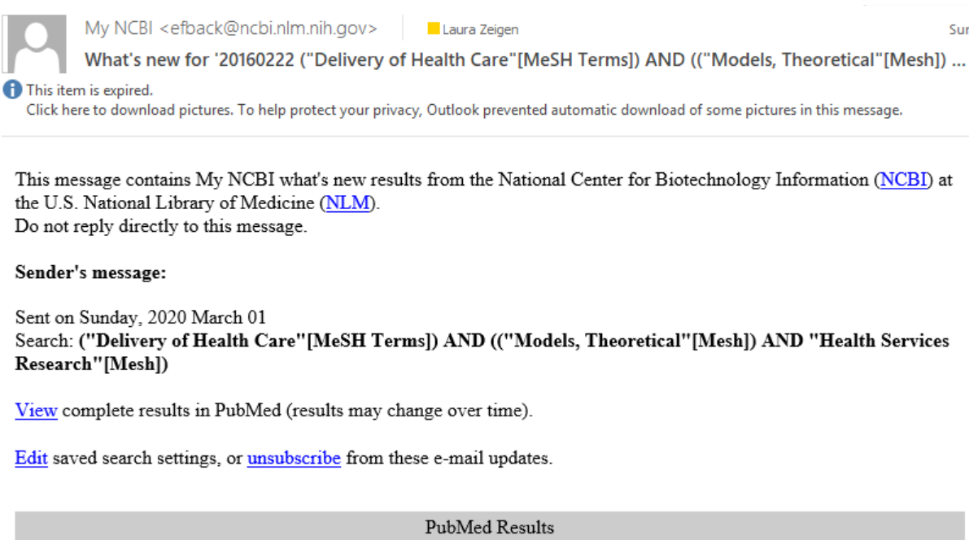 My NCBI <efback@ncbi.nlm.nih.gov>
Laura Zeigen
Sur
What's new for '20160222 ("Delivery of Health Care"[MeSH Terms]) AND (("Models, Theoretical"[Mesh]) ...
This item is expired.
Click here to download pictures. To help protect your privacy, Outlook prevented automatic download of some pictures in this message.
This message contains My NCBI what's new results from the National Center for Biotechnology Information (NCBI) at
the U.S. National Library of Medicine (NLM).
Do not reply directly to this message.
Sender's message:
Sent on Sunday, 2020 March 01
Search: ("Delivery of Health Care"[MeSH Terms]) AND (("Models, Theoretical"[Mesh]) AND "Health Services
Research"[Mesh])
View complete results in PubMed (results may change over time).
Edit saved search settings, or unsubscribe from these e-mail updates.
PubMed Results